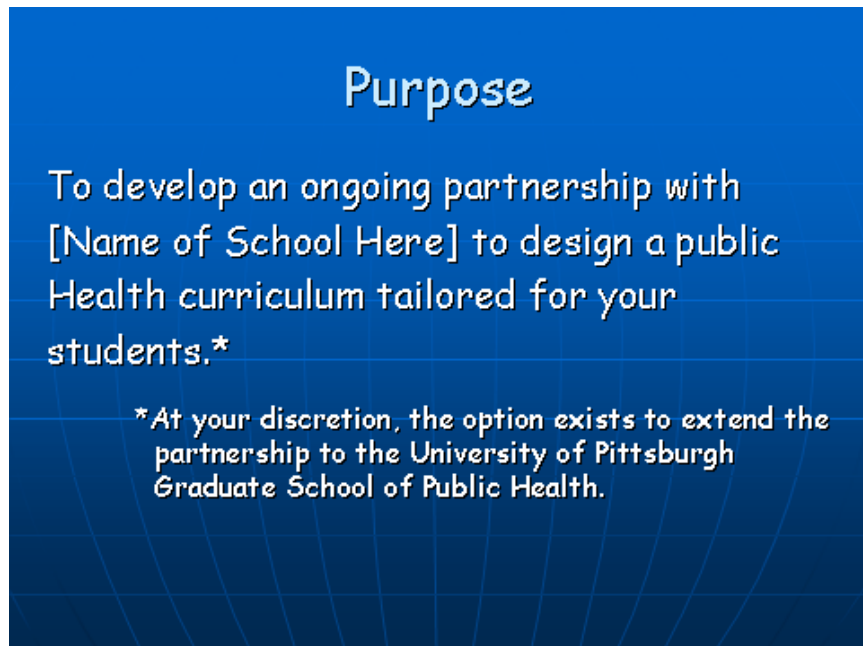 Purpose
To develop an ongoing partnership with
[Name of School Here] to design a public
Health curriculum tailored for your
students.*
*At your discretion, the option exists to extend the
partnership to the University of Pittsburgh
Graduate School of Public Health.